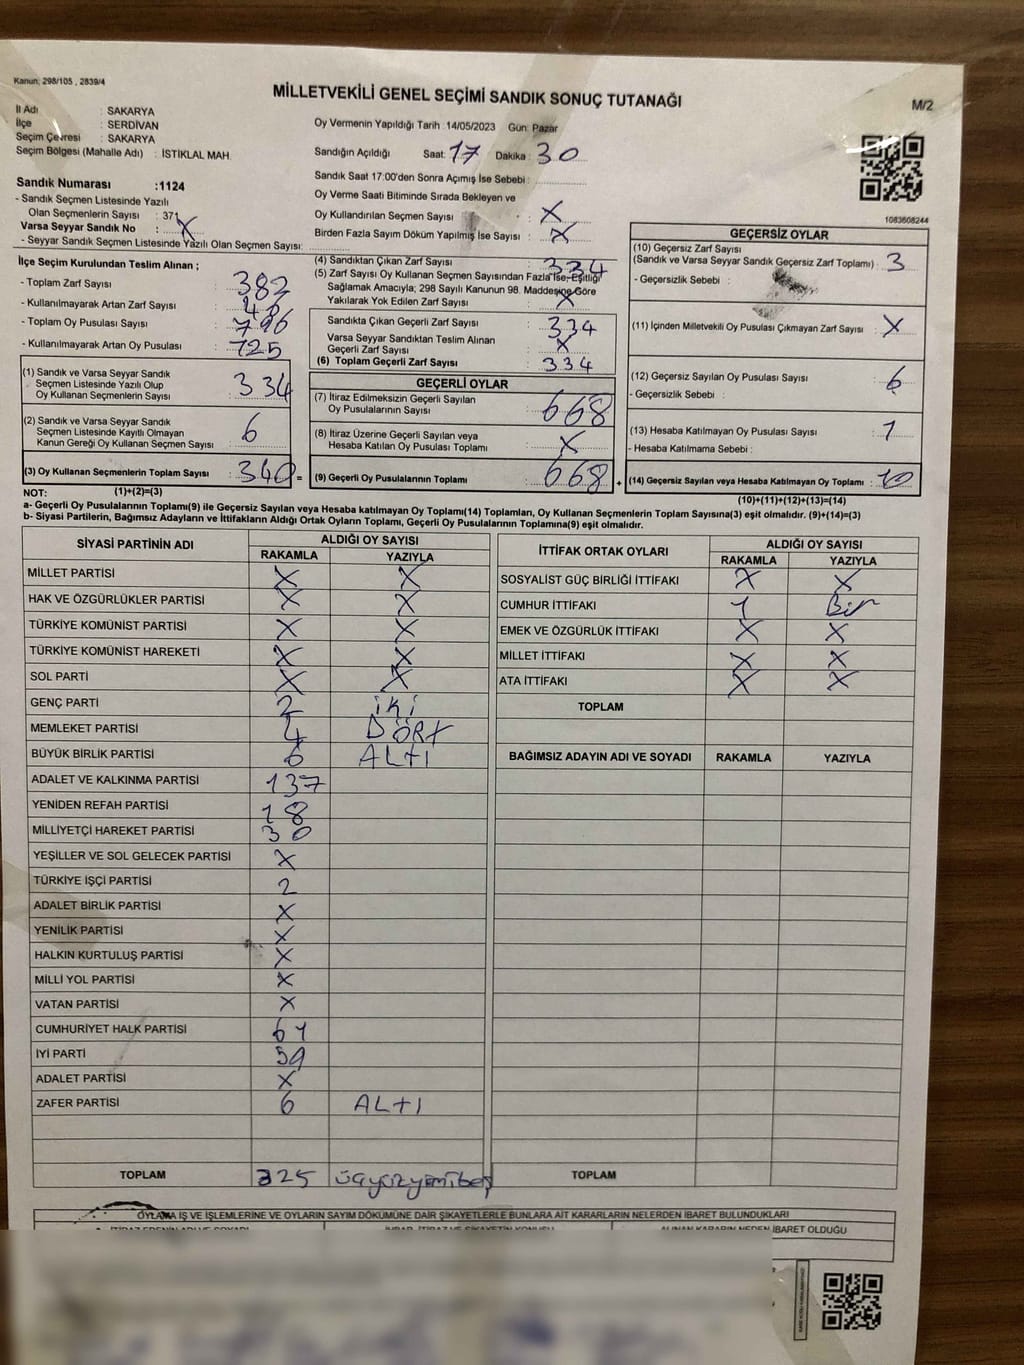 Kanun; 298/105 , 2839/4
MİLLETVEKİLİ GENEL SEÇİMİ SANDIK SONUÇ TUTANAĞI
M/2
İl Adı : SAKARYA
İlçe : SERDİVAN
Seçim Çevresi : SAKARYA
Seçim Bölgesi (Mahalle Adı) : İSTİKLAL MAH.
Oy Vermenin Yapıldığı Tarih : 14/05/2023 Gün: Pazar
Sandığın Açıldığı Saat: 17 Dakika : 30
Sandık Saat 17:00'den Sonra Açımış İse Sebebi :
Oy Verme Saati Bitiminde Sırada Bekleyen ve
Oy Kullandırılan Seçmen Sayısı : X
Birden Fazla Sayım Döküm Yapılmış İse Sayısı : X
1083608244
Sandık Numarası :1124
- Sandık Seçmen Listesinde Yazılı
Olan Seçmenlerin Sayısı : 371
Varsa Seyyar Sandık No : X
- Seyyar Sandık Seçmen Listesinde Yazılı Olan Seçmen Sayısı:
İlçe Seçim Kurulundan Teslim Alınan ;
- Toplam Zarf Sayısı : 382
- Kullanılmayarak Artan Zarf Sayısı : 42
- Toplam Oy Pusulası Sayısı : 796
- Kullanılmayarak Artan Oy Pusulası : 725
(1) Sandık ve Varsa Seyyar Sandık
Seçmen Listesinde Yazılı Olup
Oy Kullanan Seçmenlerin Sayısı : 334
(2) Sandık ve Varsa Seyyar Sandık
Seçmen Listesinde Kayıtlı Olmayan
Kanun Gereği Oy Kullanan Seçmen Sayısı : 6
(3) Oy Kullanan Seçmenlerin Toplam Sayısı : 340 =
(4) Sandıktan Çıkan Zarf Sayısı : 334
(5) Zarf Sayısı Oy Kullanan Seçmen Sayısından Fazla İse, Eşitliği
Sağlamak Amacıyla; 298 Sayılı Kanunun 98. Maddesine Göre
Yakılarak Yok Edilen Zarf Sayısı : X
Sandıkta Çıkan Geçerli Zarf Sayısı : 334
Varsa Seyyar Sandıktan Teslim Alınan
Geçerli Zarf Sayısı : X
(6) Toplam Geçerli Zarf Sayısı : 334
GEÇERLİ OYLAR
(7) İtiraz Edilmeksizin Geçerli Sayılan
Oy Pusulalarının Sayısı : 668
(8) İtiraz Üzerine Geçerli Sayılan veya
Hesaba Katılan Oy Pusulası Toplamı : X
(9) Geçerli Oy Pusulalarının Toplamı : 668 +
GEÇERSİZ OYLAR
(10) Geçersiz Zarf Sayısı
(Sandık ve Varsa Seyyar Sandık Geçersiz Zarf Toplamı) : 3
- Geçersizlik Sebebi :
(11) İçinden Milletvekili Oy Pusulası Çıkmayan Zarf Sayısı : X
(12) Geçersiz Sayılan Oy Pusulası Sayısı : 6
- Geçersizlik Sebebi :
(13) Hesaba Katılmayan Oy Pusulası Sayısı : 1
- Hesaba Katılmama Sebebi :
(14) Geçersiz Sayılan veya Hesaba Katılmayan Oy Toplamı : 10
NOT: (1)+(2)=(3) (10)+(11)+(12)+(13)=(14)
a- Geçerli Oy Pusulalarının Toplamı(9) ile Geçersiz Sayılan veya Hesaba katılmayan Oy Toplamı(14) Toplamları, Oy Kullanan Seçmenlerin Toplam Sayısına(3) eşit olmalıdır. (9)+(14)=(3)
b- Siyasi Partilerin, Bağımsız Adayların ve İttifakların Aldığı Ortak Oyların Toplamı, Geçerli Oy Pusulalarının Toplamına(9) eşit olmalıdır.
SİYASİ PARTİNİN ADI ALDIĞI OY SAYISI
RAKAMLA YAZIYLA
MİLLET PARTİSİ X X
HAK VE ÖZGÜRLÜKLER PARTİSİ X X
TÜRKİYE KOMÜNİST PARTİSİ X X
TÜRKİYE KOMÜNİST HAREKETİ X X
SOL PARTİ X X
GENÇ PARTİ 2 iki
MEMLEKET PARTİSİ 4 DÖRT
BÜYÜK BİRLİK PARTİSİ 6 ALTI
ADALET VE KALKINMA PARTİSİ 137
YENİDEN REFAH PARTİSİ 18
MİLLİYETÇİ HAREKET PARTİSİ 30
YEŞİLLER VE SOL GELECEK PARTİSİ X
TÜRKİYE İŞÇİ PARTİSİ 2
ADALET BİRLİK PARTİSİ X
YENİLİK PARTİSİ X
HALKIN KURTULUŞ PARTİSİ X
MİLLİ YOL PARTİSİ X
VATAN PARTİSİ X
CUMHURİYET HALK PARTİSİ 61
İYİ PARTİ 59
ADALET PARTİSİ X
ZAFER PARTİSİ 6 ALTI
TOPLAM 325 üçyüzyirmibeş
İTTİFAK ORTAK OYLARI ALDIĞI OY SAYISI
RAKAMLA YAZIYLA
SOSYALİST GÜÇ BİRLİĞİ İTTİFAKI X X
CUMHUR İTTİFAKI 1 Bir
EMEK VE ÖZGÜRLÜK İTTİFAKI X X
MİLLET İTTİFAKI X X
ATA İTTİFAKI X X
TOPLAM
BAĞIMSIZ ADAYIN ADI VE SOYADI RAKAMLA YAZIYLA
TOPLAM
OYLAMA İŞ VE İŞLEMLERİNE VE OYLARIN SAYIM DÖKÜMÜNE DAİR ŞİKAYETLERLE BUNLARA AİT KARARLARIN NELERDEN İBARET BULUNDUKLARI
ALINAN KARARIN NEDEN İBARET OLDUĞU